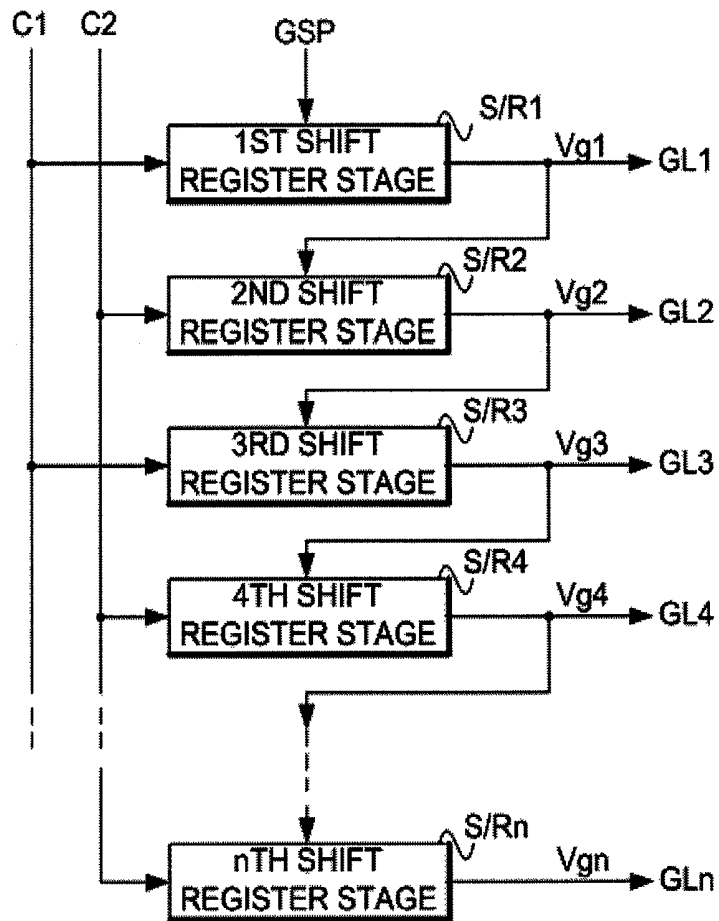 C1 C2 GSP
S/R1
1ST SHIFT
REGISTER STAGE
Vg1
GL1
S/R2
2ND SHIFT
REGISTER STAGE
Vg2
GL2
S/R3
3RD SHIFT
REGISTER STAGE
Vg3
GL3
S/R4
4TH SHIFT
REGISTER STAGE
Vg4
GL4
S/Rn
nTH SHIFT
REGISTER STAGE
Vgn
GLn